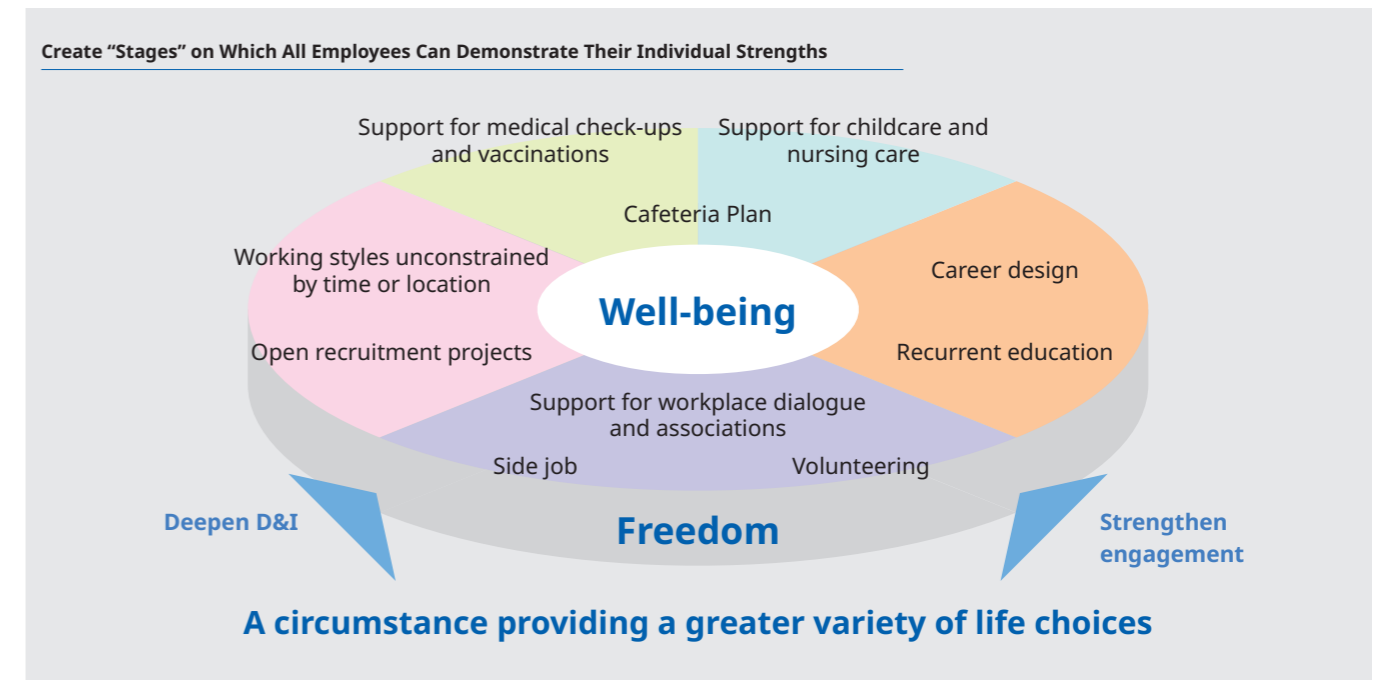 Create “Stages” on Which All Employees Can Demonstrate Their Individual Strengths
Support for medical check-ups
and vaccinations
Support for childcare and
nursing care
Cafeteria Plan
Working styles unconstrained
by time or location
Career design
Well-being
Open recruitment projects
Recurrent education
Support for workplace dialogue
and associations
Side job
Volunteering
Freedom
Deepen D&I
Strengthen
engagement
A circumstance providing a greater variety of life choices